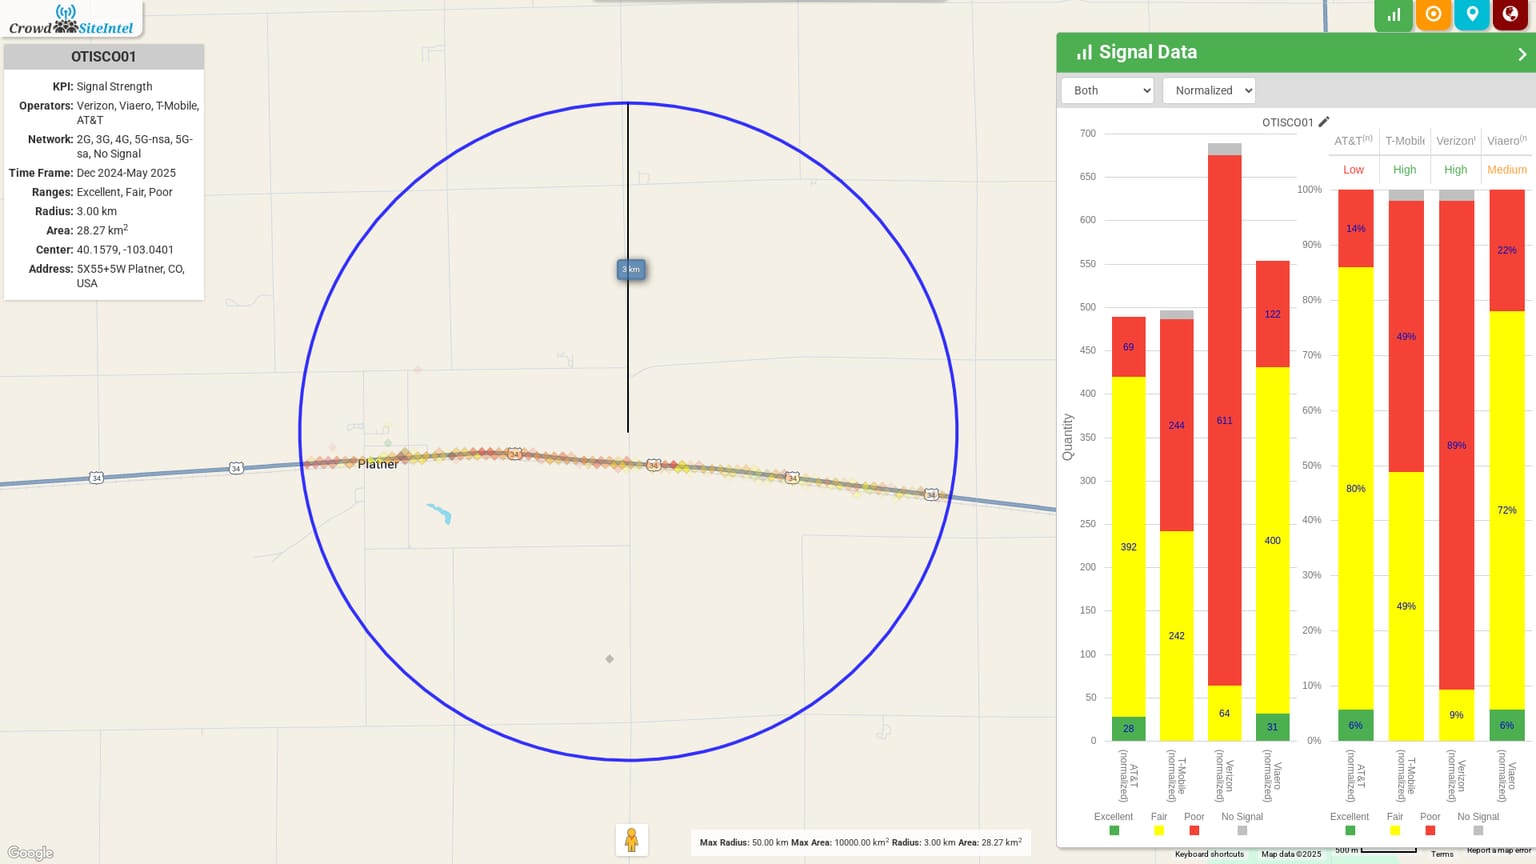 Crowd SiteIntel
OTISCO01
KPI: Signal Strength
Operators: Verizon, Viaero, T-Mobile,
AT&T
Network: 2G, 3G, 4G, 5G-nsa, 5G-
sa, No Signal
Time Frame: Dec 2024-May 2025
Ranges: Excellent, Fair, Poor
Radius: 3.00 km
Area: 28.27 km²
Center: 40.1579, -103.0401
Address: 5X55+5W Platner, CO,
USA
3 km
34
34
34
34
34
34
Platner
Google
Max Radius: 50.00 km Max Area: 10000.00 km² Radius: 3.00 km Area: 28.27 km²
Signal Data
Both
Normalized
OTISCO01
Quantity
700
650
600
550
500
450
400
350
300
250
200
150
100
50
0
69
392
28
244
242
611
64
122
400
31
AT&T
(normalized)
T-Mobile
(normalized)
Verizon
(normalized)
Viaero
(normalized)
Excellent
Fair
Poor
No Signal
AT&T(n)
T-Mobile
Verizon
Viaero(n
Low
High
High
Medium
100%
90%
80%
70%
60%
50%
40%
30%
20%
10%
0%
14%
80%
6%
49%
49%
89%
9%
22%
72%
6%
AT&T
(normalized)
T-Mobile
(normalized)
Verizon
(normalized)
Viaero
(normalized)
Excellent
Fair
Poor
No Signal
Keyboard shortcuts
Map data ©2025
500 m
Terms
Report a map error